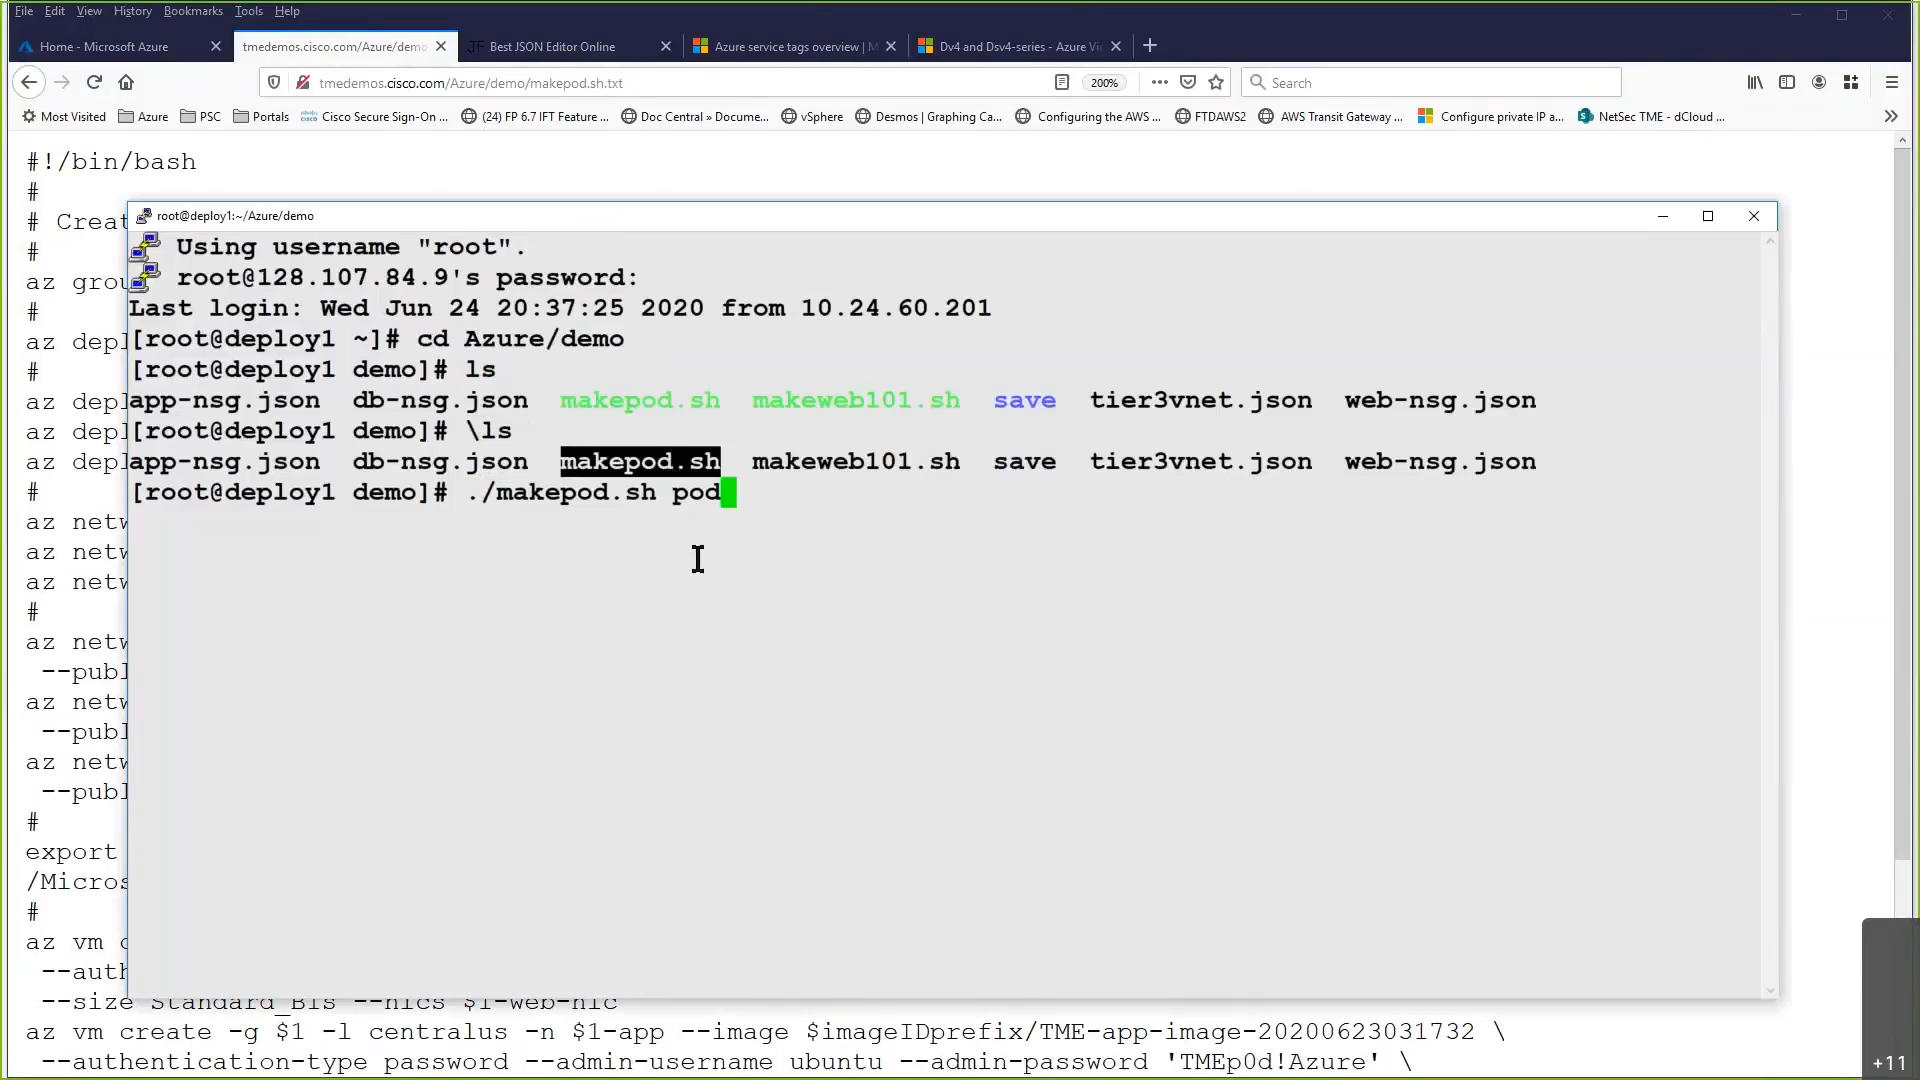 File Edit View History Bookmarks Tools Help
Home - Microsoft Azure
tmedemos.cisco.com/Azure/demo
JF Best JSON Editor Online
Azure service tags overview | M
Dv4 and Dsv4-series - Azure Vi
tmedemos.cisco.com/Azure/demo/makepod.sh.txt
200%
Search
Most Visited
Azure
PSC
Portals
Cisco Secure Sign-On ...
(24) FP 6.7 IFT Feature ...
Doc Central » Docume...
vSphere
Desmos | Graphing Ca...
Configuring the AWS ...
FTDAWS2
AWS Transit Gateway ...
Configure private IP a...
NetSec TME - dCloud ...
#!/bin/bash
#
# Creat
#
az grou
#
az depl
#
az depl
az depl
az depl
#
az netw
az netw
az netw
#
az netw
--publ
az netw
--publ
az netw
--publ
#
export
/Micros
#
az vm c
--auth
--size Standard_B1s --nics $1-web-nic
az vm create -g $1 -l centralus -n $1-app --image $imageIDprefix/TME-app-image-20200623031732 \
--authentication-type password --admin-username ubuntu --admin-password 'TMEp0d!Azure' \
root@deploy1:~/Azure/demo
Using username "root".
root@128.107.84.9's password:
Last login: Wed Jun 24 20:37:25 2020 from 10.24.60.201
[root@deploy1 ~]# cd Azure/demo
[root@deploy1 demo]# ls
app-nsg.json db-nsg.json makepod.sh makeweb101.sh save tier3vnet.json web-nsg.json
[root@deploy1 demo]# \ls
app-nsg.json db-nsg.json makepod.sh makeweb101.sh save tier3vnet.json web-nsg.json
[root@deploy1 demo]# ./makepod.sh pod
+11